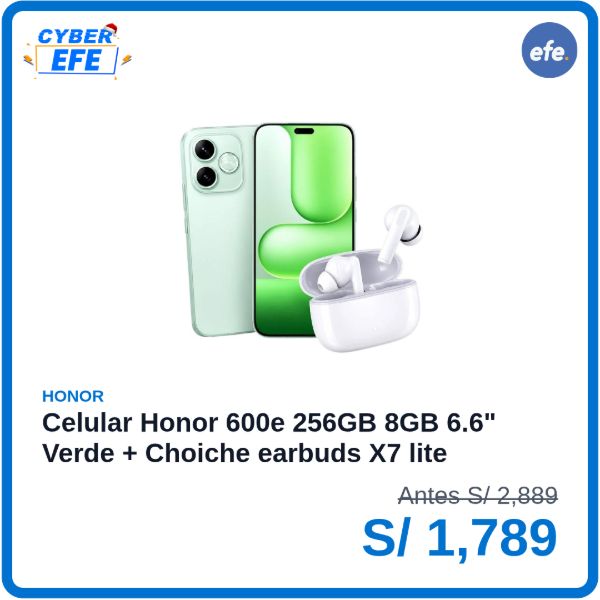 CYBER
EFE
efe.
HONOR
Celular Honor 600e 256GB 8GB 6.6"
Verde + Choiche earbuds X7 lite
Antes S/ 2,889
S/ 1,789